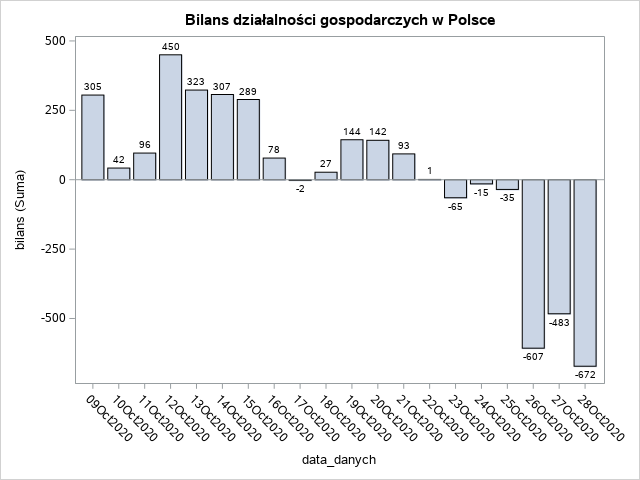 Bilans działalności gospodarczych w Polsce
500
250
0
-250
-500
bilans (Suma)
305
42
96
450
323
307
289
78
-2
27
144
142
93
1
-65
-15
-35
-607
-483
-672
09Oct2020
10Oct2020
11Oct2020
12Oct2020
13Oct2020
14Oct2020
15Oct2020
16Oct2020
17Oct2020
18Oct2020
19Oct2020
20Oct2020
21Oct2020
22Oct2020
23Oct2020
24Oct2020
25Oct2020
26Oct2020
27Oct2020
28Oct2020
data_danych